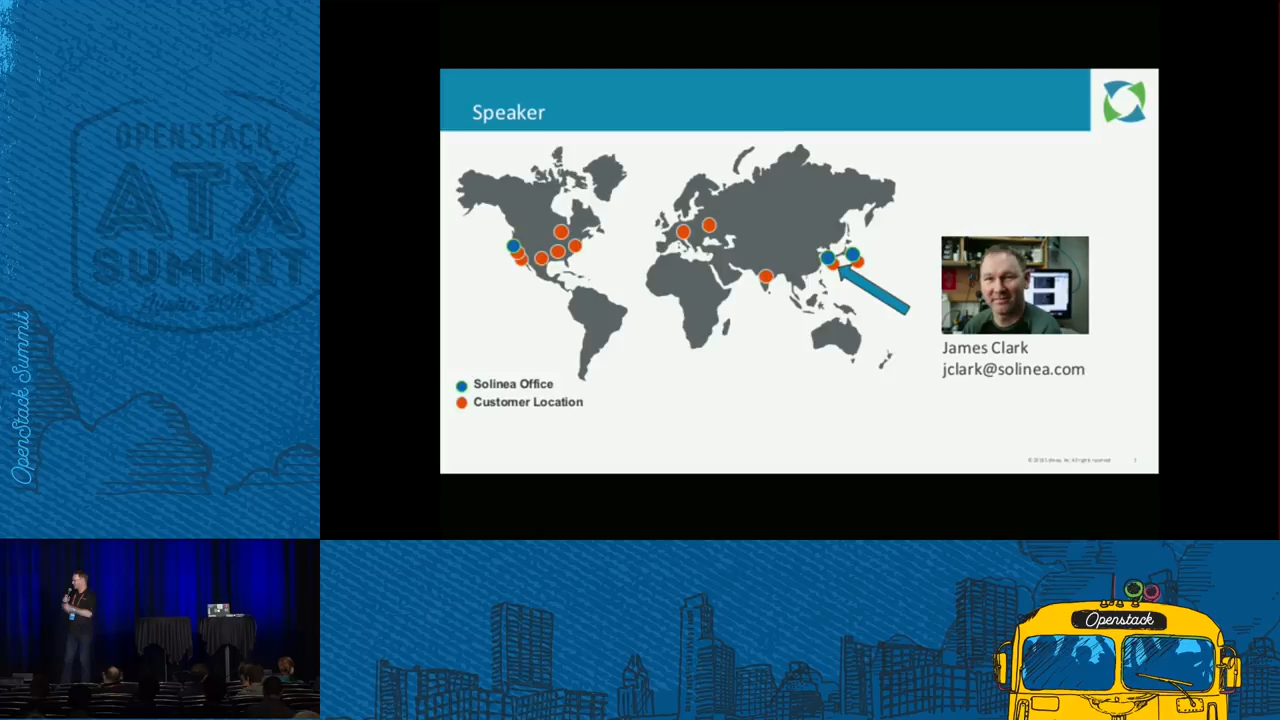 OPENSTACK
ATX
SUMMIT
OpenStack Summit
Speaker
James Clark
jclark@solinea.com
Solinea Office
Customer Location
Openstack